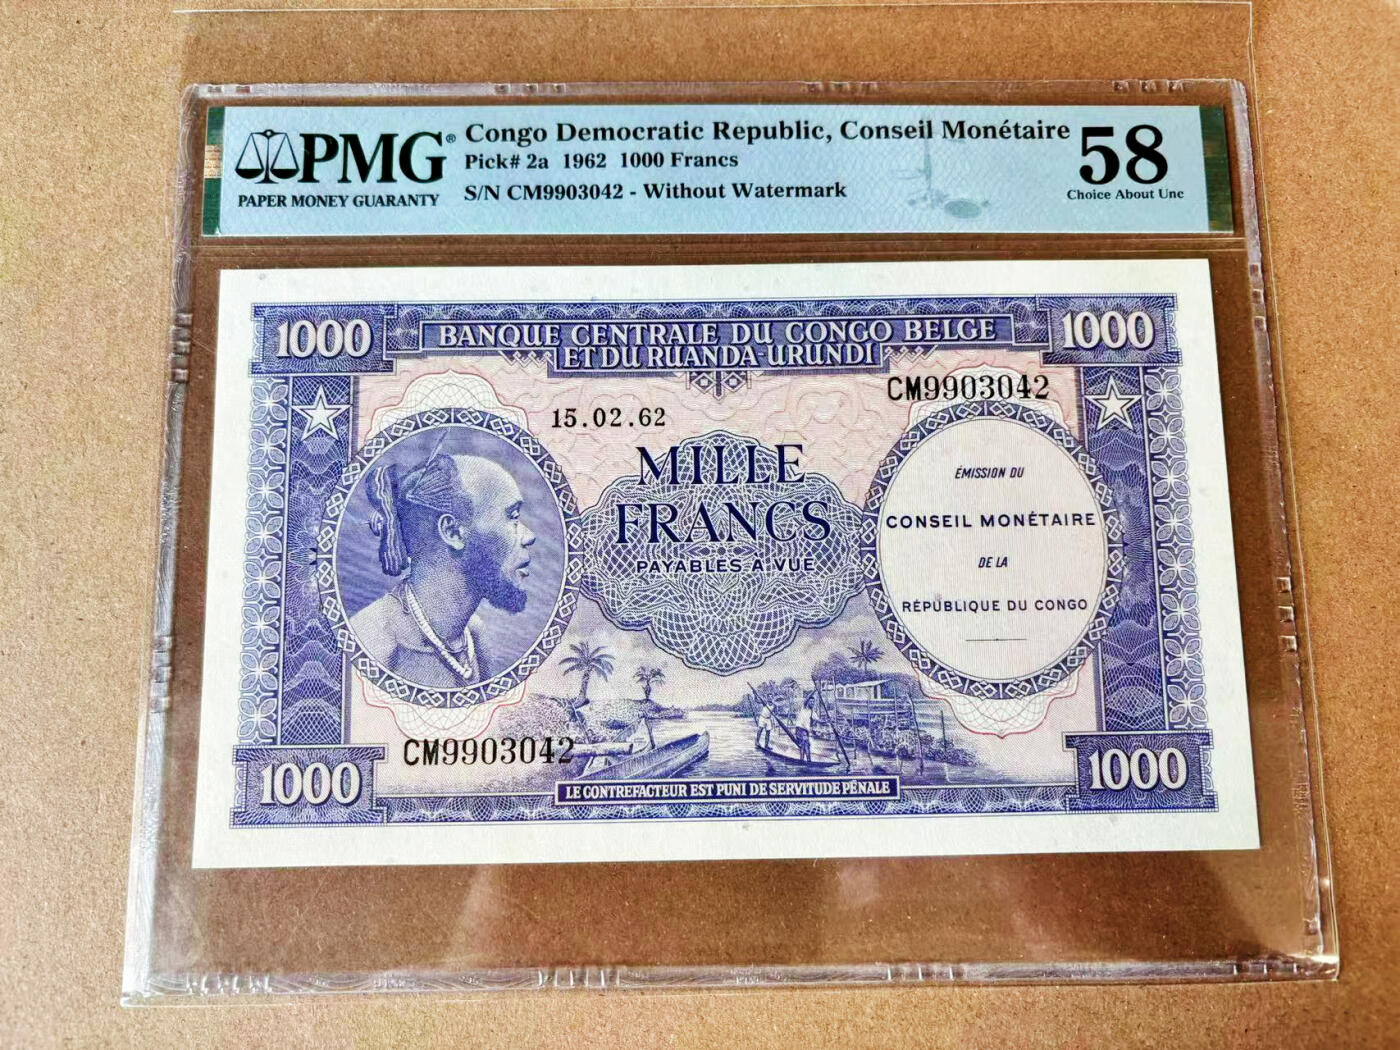 PMG®
PAPER MONEY GUARANTY
Congo Democratic Republic, Conseil Monétaire
Pick# 2a 1962 1000 Francs
S/N CM9903042 - Without Watermark
58
Choice About Unc
1000
BANQUE CENTRALE DU CONGO BELGE
ET DU RUANDA-URUNDI
1000
CM9903042
15.02.62
MILLE
FRANCS
PAYABLES A VUE
ÉMISSION DU
CONSEIL MONÉTAIRE
DE LA
RÉPUBLIQUE DU CONGO
CM9903042
1000
LE CONTREFACTEUR EST PUNI DE SERVITUDE PÉNALE
1000